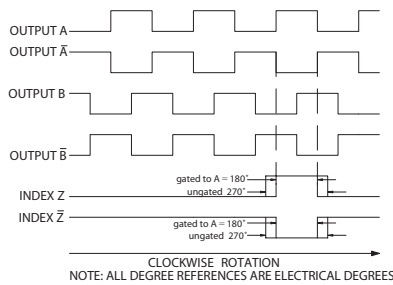 OUTPUT A
OUTPUT A̅
OUTPUT B
OUTPUT B̅
gated to A = 180°
ungated 270°
INDEX Z
INDEX Z̅
gated to A = 180°
ungated 270°
CLOCKWISE ROTATION
NOTE: ALL DEGREE REFERENCES ARE ELECTRICAL DEGREES